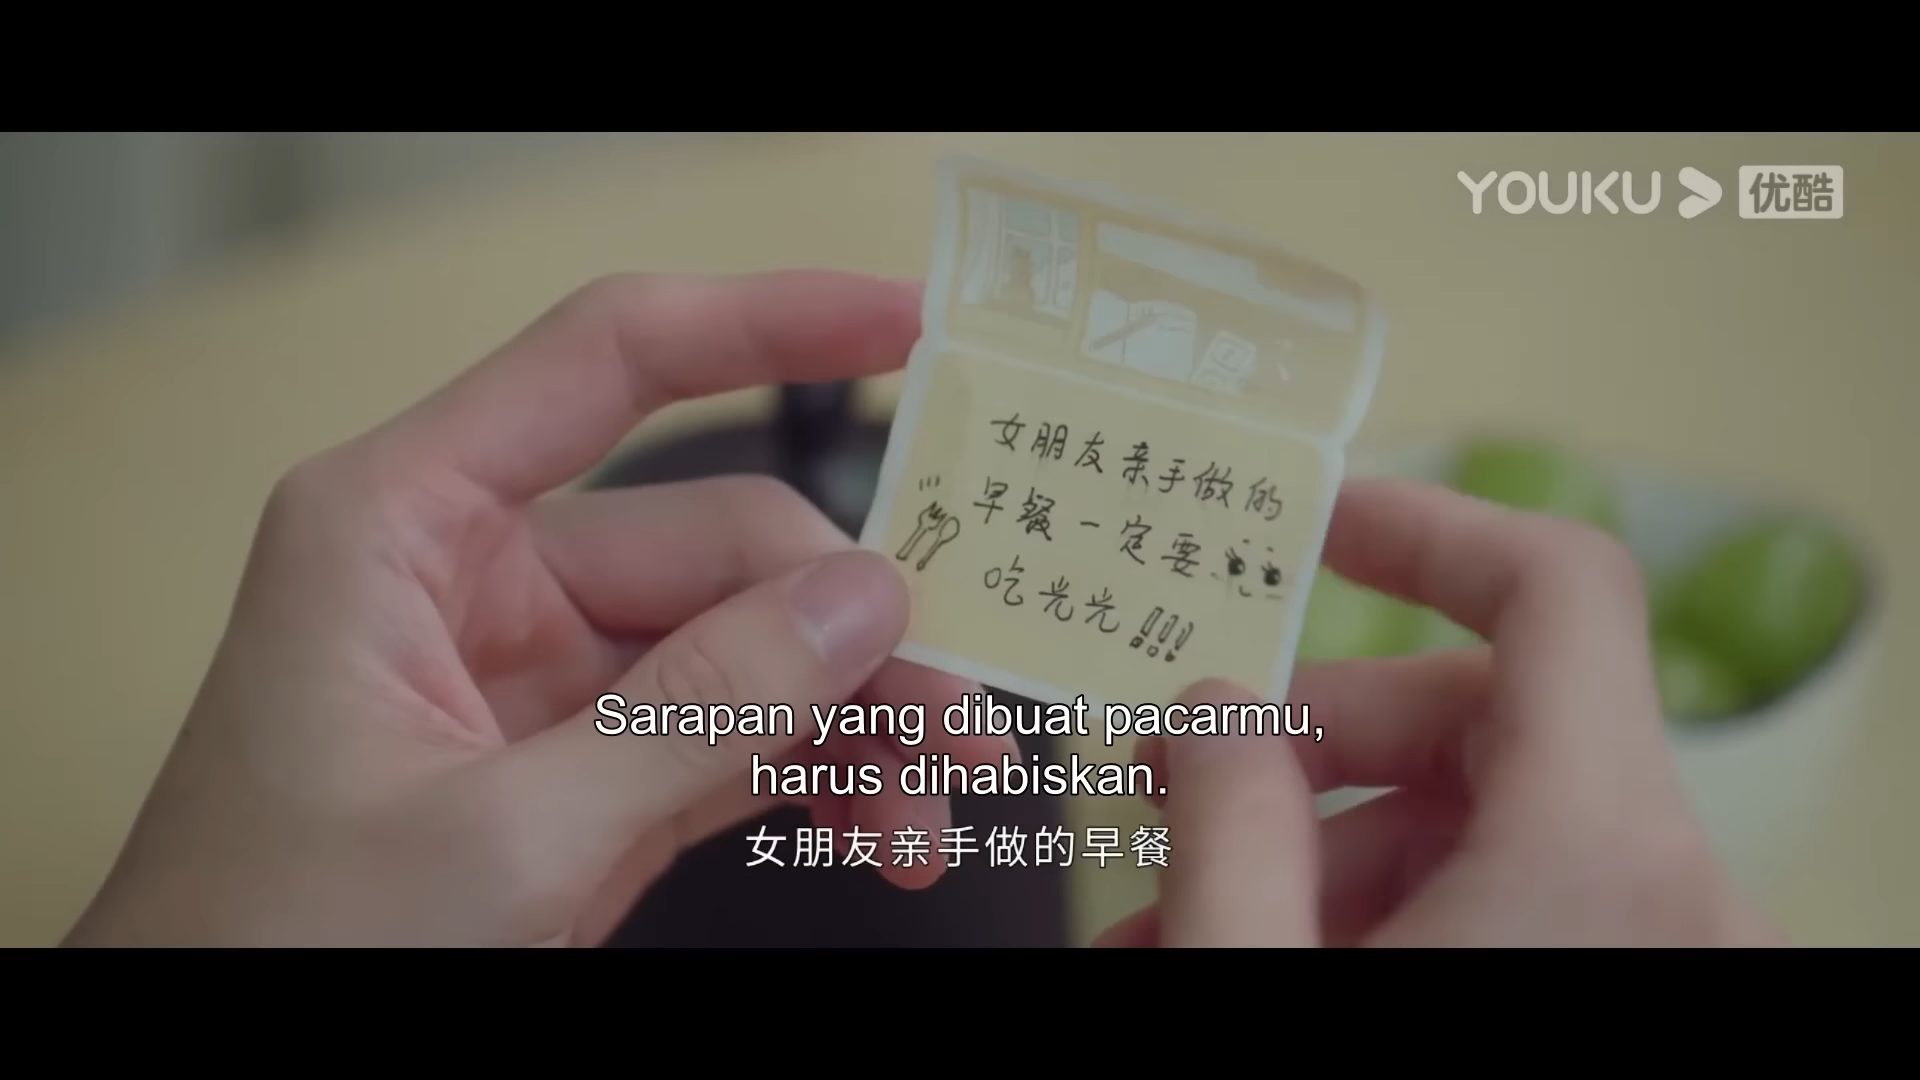 YOUKU 优酷
女朋友亲手做的
早餐一定要
吃光光!!!
Sarapan yang dibuat pacarmu,
harus dihabiskan.
女朋友亲手做的早餐